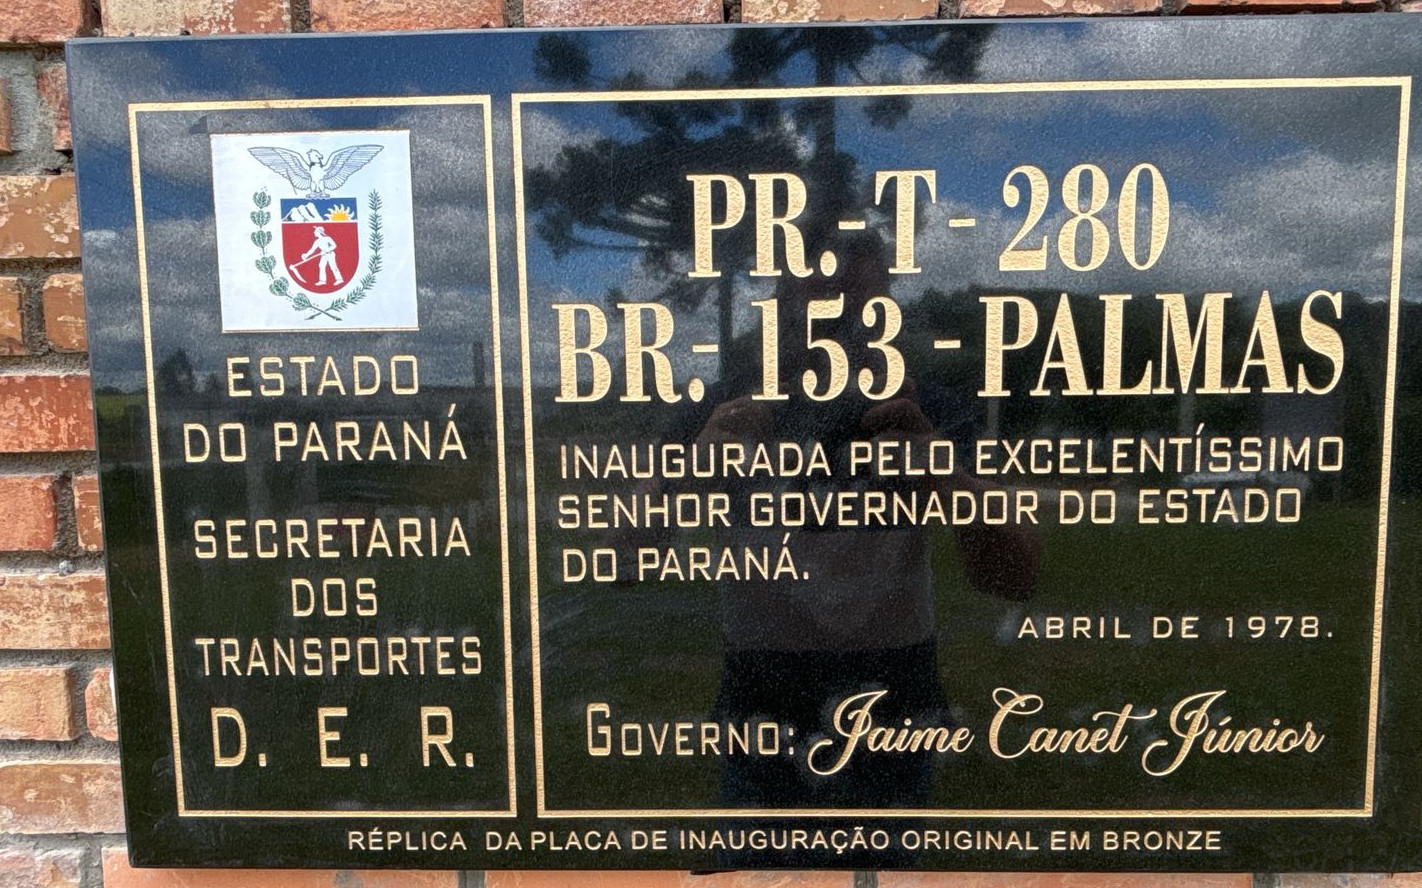 ESTADO
DO PARANÁ
SECRETARIA
DOS
TRANSPORTES
D. E. R.
PR.-T-280
BR.-153-PALMAS
INAUGURADA PELO EXCELENTÍSSIMO
SENHOR GOVERNADOR DO ESTADO
DO PARANÁ.
ABRIL DE 1978.
GOVERNO: Jaime Canet Júnior
RÉPLICA DA PLACA DE INAUGURAÇÃO ORIGINAL EM BRONZE